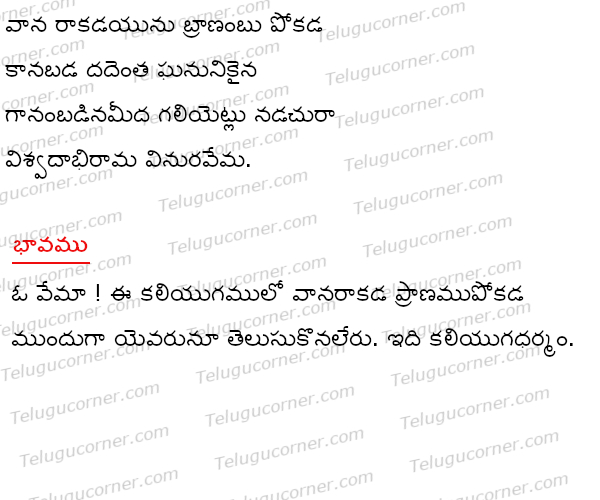 వాన రాకడయును బ్రాణంబు పోకడ
కానబడ దదెంత ఘనునికైన
గానంబడినమీద గలియెట్లు నడచురా
విశ్వదాభిరామ వినురవేమ.
భావము
ఓ వేమా ! ఈ కలియుగములో వానరాకడ ప్రాణముపోకడ
ముందుగా యెవరునూ తెలుసుకొనలేరు. ఇది కలియుగధర్మం.
Telugucorner.com